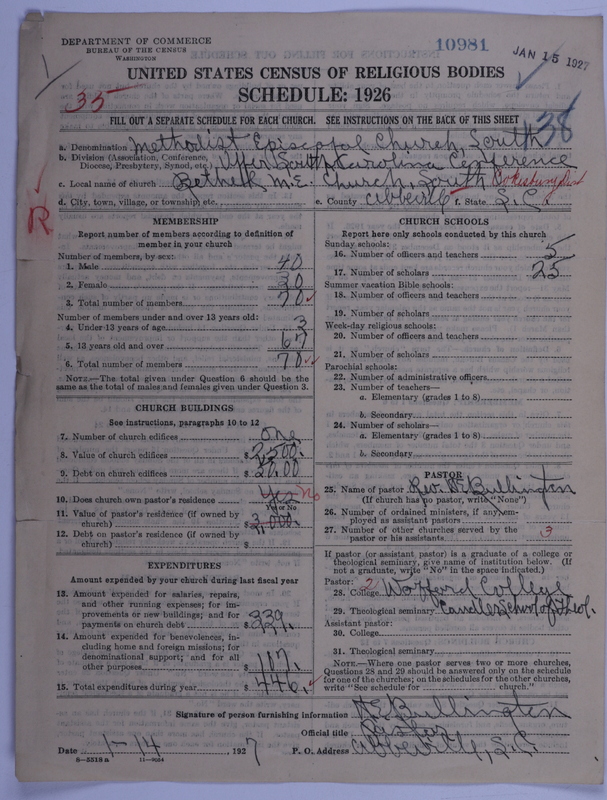 DEPARTMENT OF COMMERCE
BUREAU OF THE CENSUS
WASHINGTON
10981
JAN 15 1927
UNITED STATES CENSUS OF RELIGIOUS BODIES
SCHEDULE: 1926
35
38
R
FILL OUT A SEPARATE SCHEDULE FOR EACH CHURCH. SEE INSTRUCTIONS ON THE BACK OF THIS SHEET
a. Denomination Methodist Episcopal Church, South
b. Division (Association, Conference, Diocese, Presbytery, Synod, etc.) Upper South Carolina Conference
c. Local name of church Bethel M.E. Church, South Cokesbury Dist
d. City, town, village, or township etc. e. County Abbeville f. State S.C.
MEMBERSHIP
Report number of members according to definition of member in your church
Number of members, by sex:
1. Male 40
2. Female 30
3. Total number of members 70
Number of members under and over 13 years old:
4. Under 13 years of age 3
5. 13 years old and over 67
6. Total number of members 70
NOTE.—The total given under Question 6 should be the same as the total of males and females given under Question 3.
CHURCH BUILDINGS
See instructions, paragraphs 10 to 12
7. Number of church edifices one
8. Value of church edifices $2,500.
9. Debt on church edifices $20.00
10. Does church own pastor's residence Yes No
Yes or No
11. Value of pastor's residence (if owned by church) $3,000.
12. Debt on pastor's residence (if owned by church) $
EXPENDITURES
Amount expended by your church during last fiscal year
13. Amount expended for salaries, repairs, and other running expenses; for improvements or new buildings; and for payments on church debt $339.
14. Amount expended for benevolences, including home and foreign missions; for denominational support; and for all other purposes $107.
15. Total expenditures during year $446.
CHURCH SCHOOLS
Report here only schools conducted by this church
Sunday schools:
16. Number of officers and teachers 5
17. Number of scholars 25
Summer vacation Bible schools:
18. Number of officers and teachers
19. Number of scholars
Week-day religious schools:
20. Number of officers and teachers
21. Number of scholars
Parochial schools:
22. Number of administrative officers
23. Number of teachers—
a. Elementary (grades 1 to 8)
b. Secondary
24. Number of scholars—
a. Elementary (grades 1 to 8)
b. Secondary
PASTOR
25. Name of pastor Rev. Bullington
(If church has no pastor, write "None")
26. Number of ordained ministers, if any, employed as assistant pastors
27. Number of other churches served by the pastor or his assistants 3
If pastor (or assistant pastor) is a graduate of a college or theological seminary, give name of institution below. (If not a graduate, write "No" in the space indicated.)
Pastor: 2
28. College Wofford College
29. Theological seminary Candler School of Theol.
Assistant pastor:
30. College
31. Theological seminary
NOTE.—Where one pastor serves two or more churches, Questions 28 and 29 should be answered only on the schedule for one of the churches; on the schedules for the other churches, write "See schedule for church."
Signature of person furnishing information Bullington
Official title Pastor
Date 1-14, 1927 P. O. Address Abbeville, S.C.
8—5518 a 11—9054